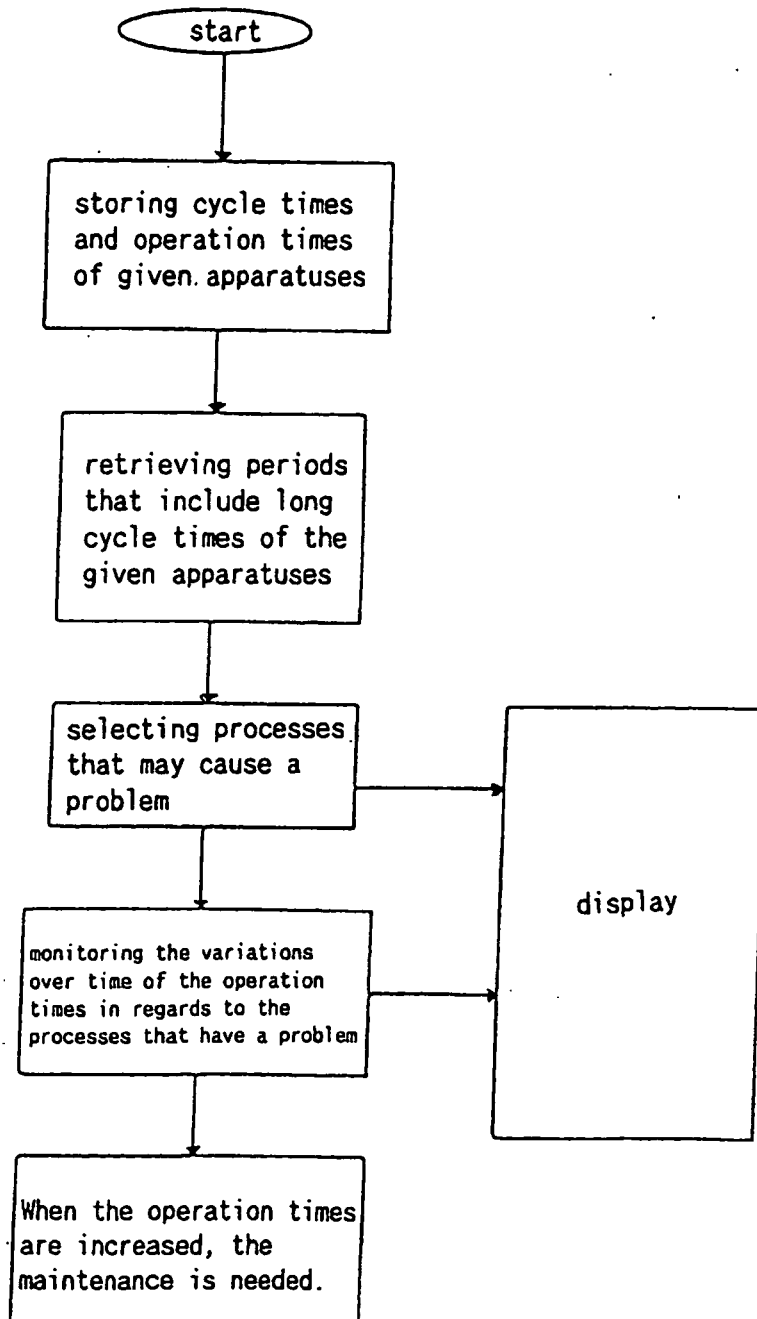 start
storing cycle times
and operation times
of given. apparatuses
retrieving periods
that include long
cycle times of the
given apparatuses
selecting processes
that may cause a
problem
display
monitoring the variations
over time of the operation
times in regards to the
processes that have a problem
When the operation times
are increased, the
maintenance is needed.